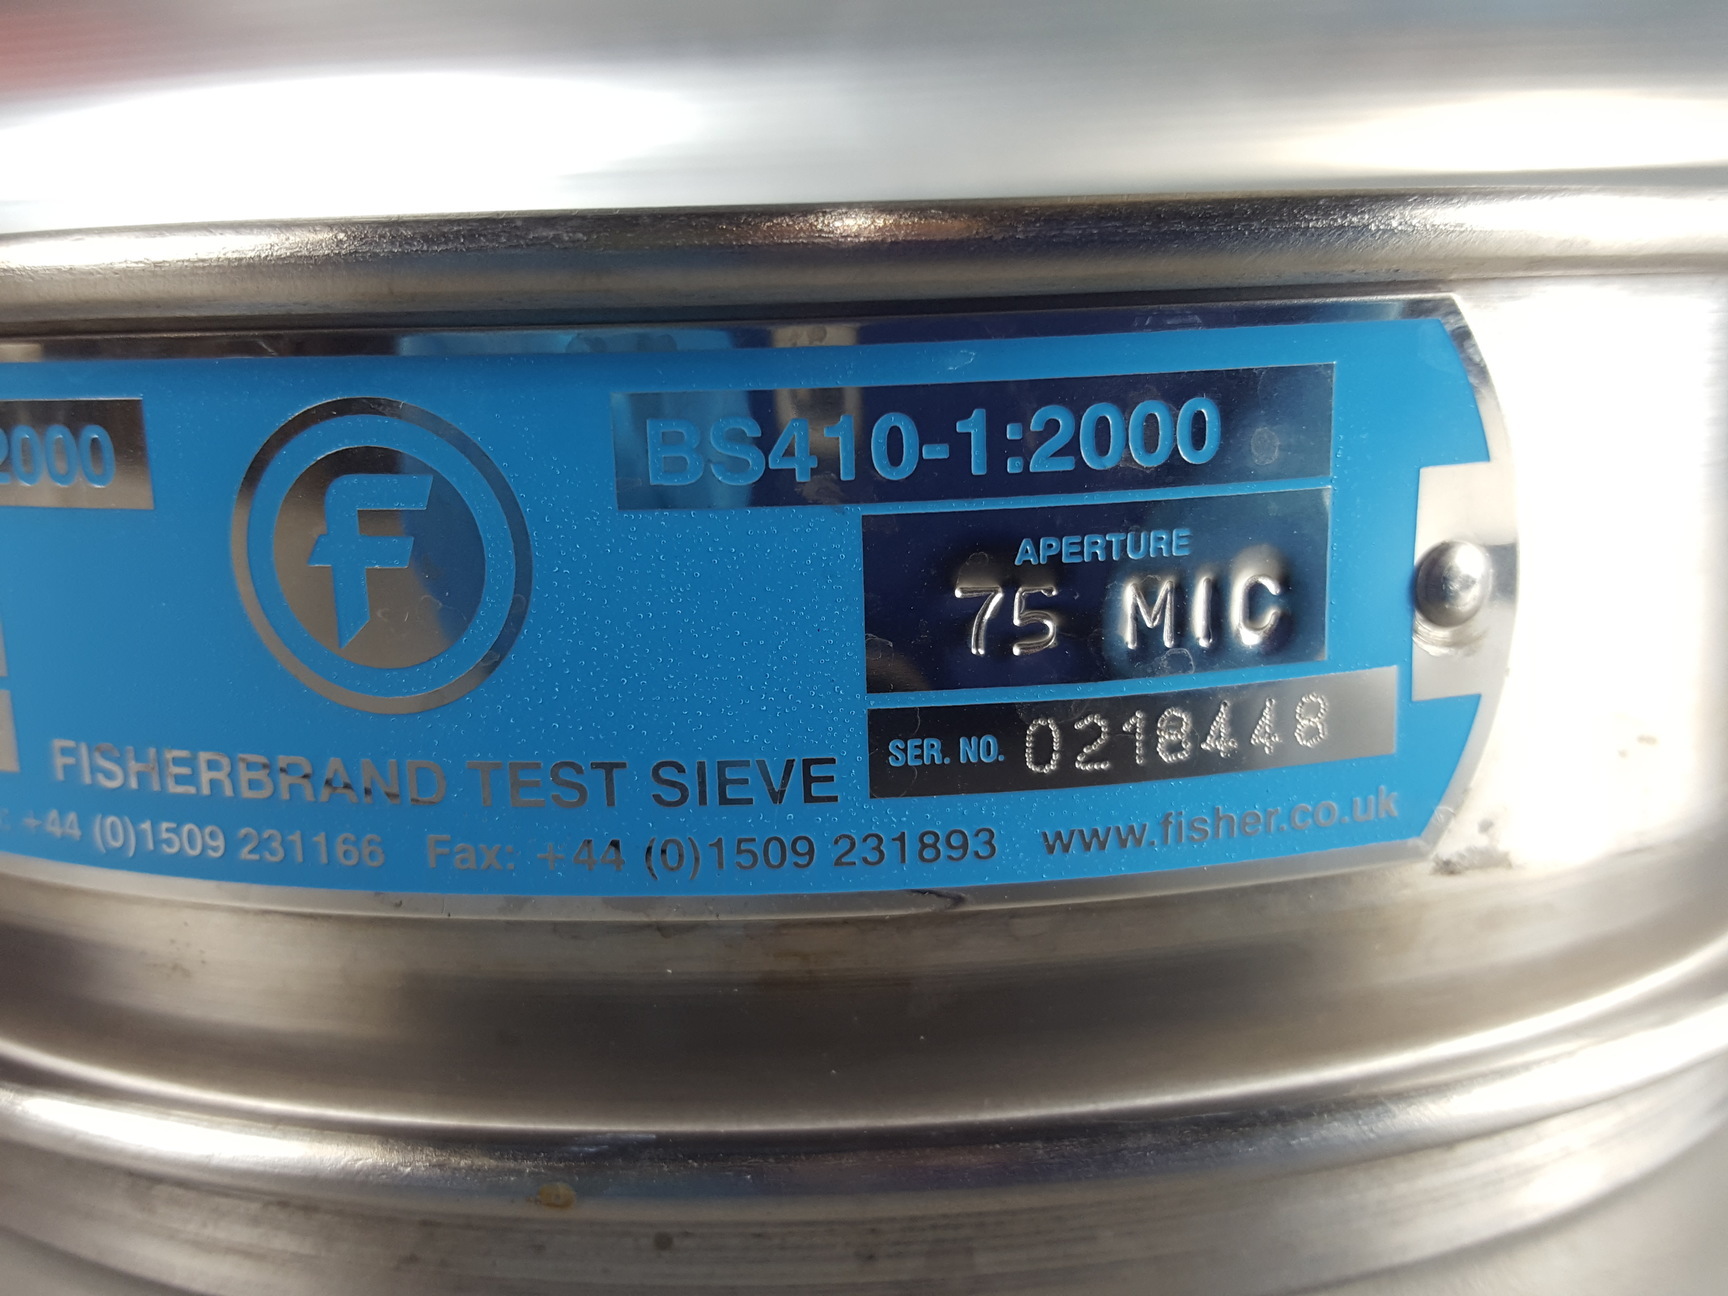 2000
BS410-1:2000
APERTURE
75 MIC
SER. NO. 0218448
FISHERBRAND TEST SIEVE
+44 (0)1509 231166 Fax: +44 (0)1509 231893 www.fisher.co.uk